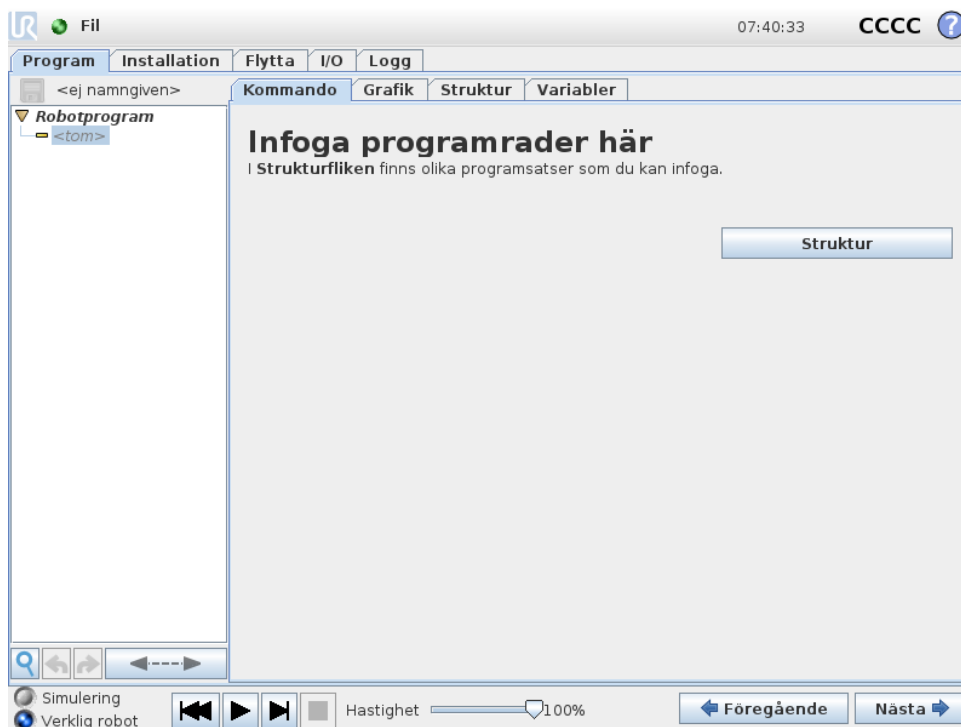 UR Fil 07:40:33 CCCC ?
Program Installation Flytta I/O Logg
<ej namngiven>
Kommando Grafik Struktur Variabler
Robotprogram
<tom>
Infoga programrader här
I Strukturfliken finns olika programsatser som du kan infoga.
Struktur
Simulering
Verklig robot
Hastighet 100%
Föregående Nästa